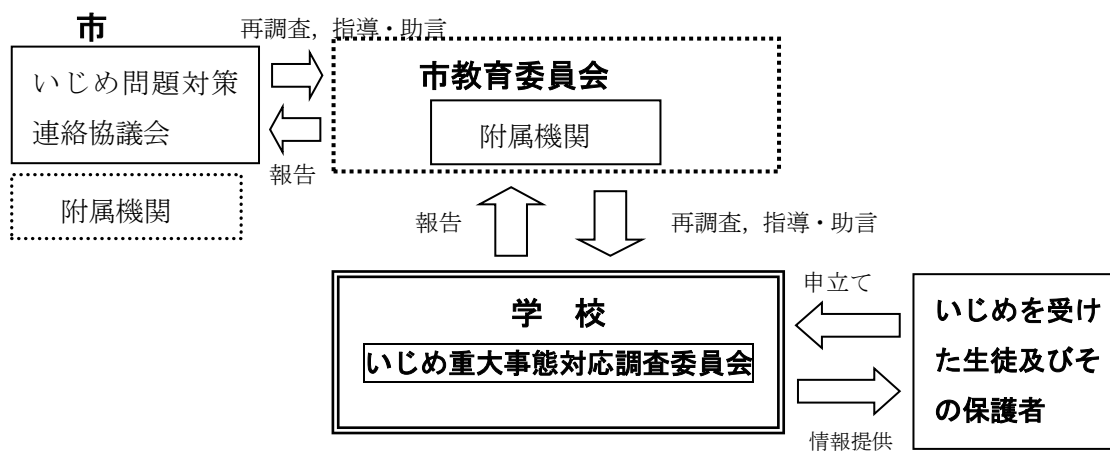 市
再調査，指導・助言
いじめ問題対策
連絡協議会
市教育委員会
附属機関
報告
附属機関
報告
再調査，指導・助言
学　校
いじめ重大事態対応調査委員会
申立て
いじめを受け
た生徒及びそ
の保護者
情報提供